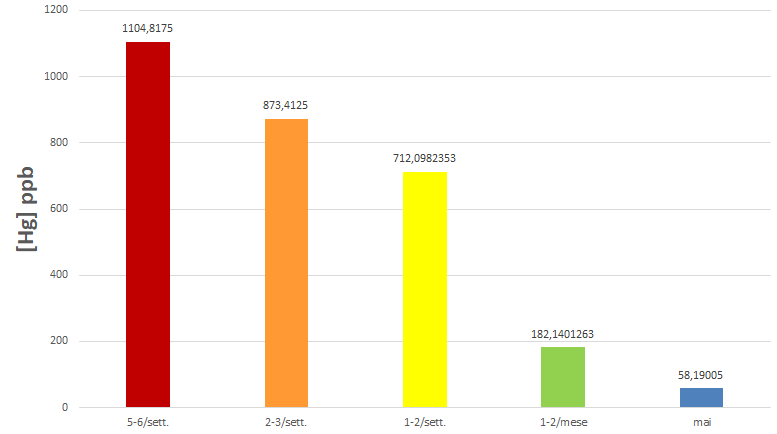 [Hg] ppb
1200
1000
800
600
400
200
0
1104,8175
873,4125
712,0982353
182,1401263
58,19005
5-6/sett.
2-3/sett.
1-2/sett.
1-2/mese
mai